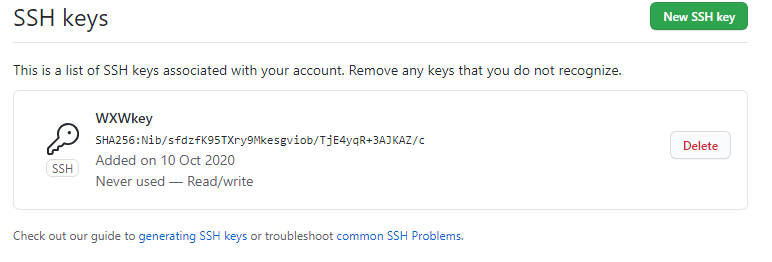 SSH keys
New SSH key
This is a list of SSH keys associated with your account. Remove any keys that you do not recognize.
WXWkey
SHA256:Nib/sfdzfK95TXry9Mkesgviob/TjE4yqR+3AJKAZ/c
Added on 10 Oct 2020
Never used — Read/write
SSH
Delete
Check out our guide to generating SSH keys or troubleshoot common SSH Problems.